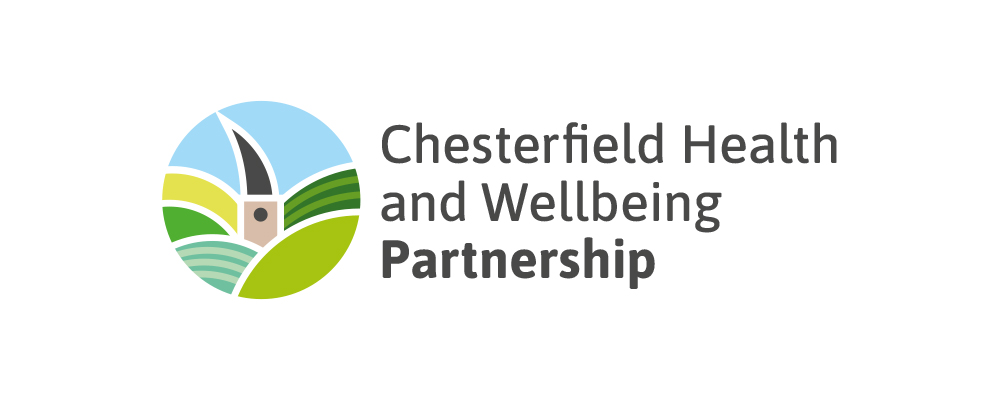 Chesterfield Health
and Wellbeing
Partnership